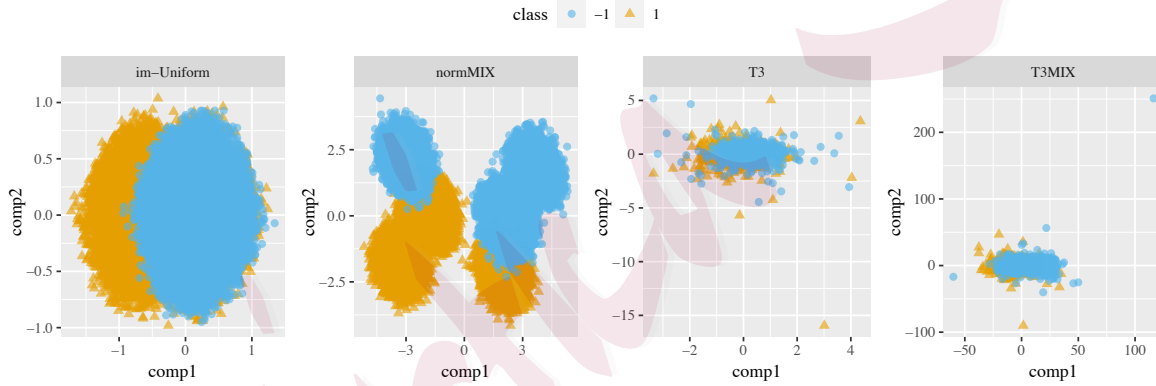 class -1 1
im-Uniform normMIX T3 T3MIX
comp2 1.0 0.5 0.0 -0.5 -1.0
-1 0 1
comp1
comp2 2.5 0.0 -2.5
-3 0 3
comp1
comp2 5 0 -5 -10 -15
-2 0 2 4
comp1
comp2 200 100 0 -100
-50 0 50 100
comp1